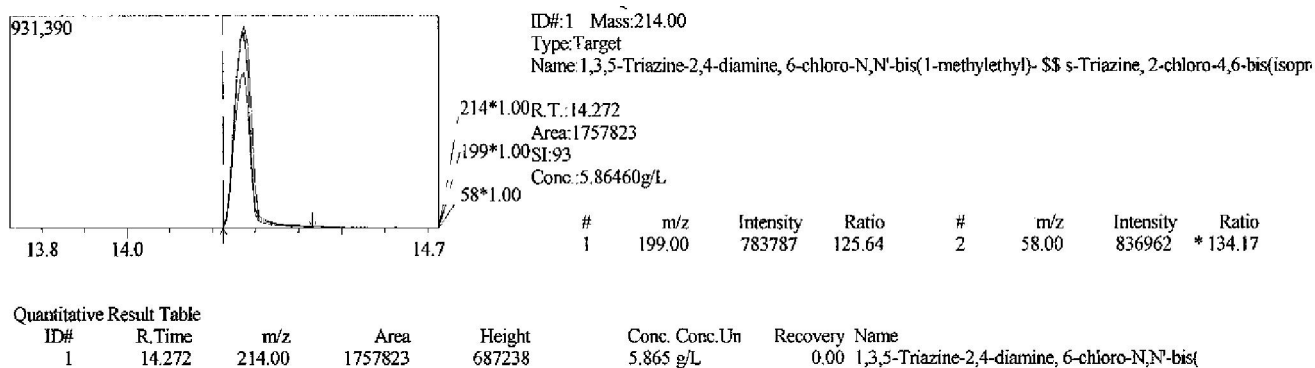 931,390
13.8 14.0 14.7
214*1.00
199*1.00
58*1.00
ID#:1 Mass:214.00
Type:Target
Name:1,3,5-Triazine-2,4-diamine, 6-chloro-N,N'-bis(1-methylethyl)- $$ s-Triazine, 2-chloro-4,6-bis(isopr
R.T.:14.272
Area:1757823
SI:93
Conc.:5.86460g/L
# m/z Intensity Ratio # m/z Intensity Ratio
1 199.00 783787 125.64 2 58.00 836962 * 134.17
Quantitative Result Table
ID# R.Time m/z Area Height Conc. Conc.Un Recovery Name
1 14.272 214.00 1757823 687238 5.865 g/L 0.00 1,3,5-Triazine-2,4-diamine, 6-chloro-N,N'-bis(